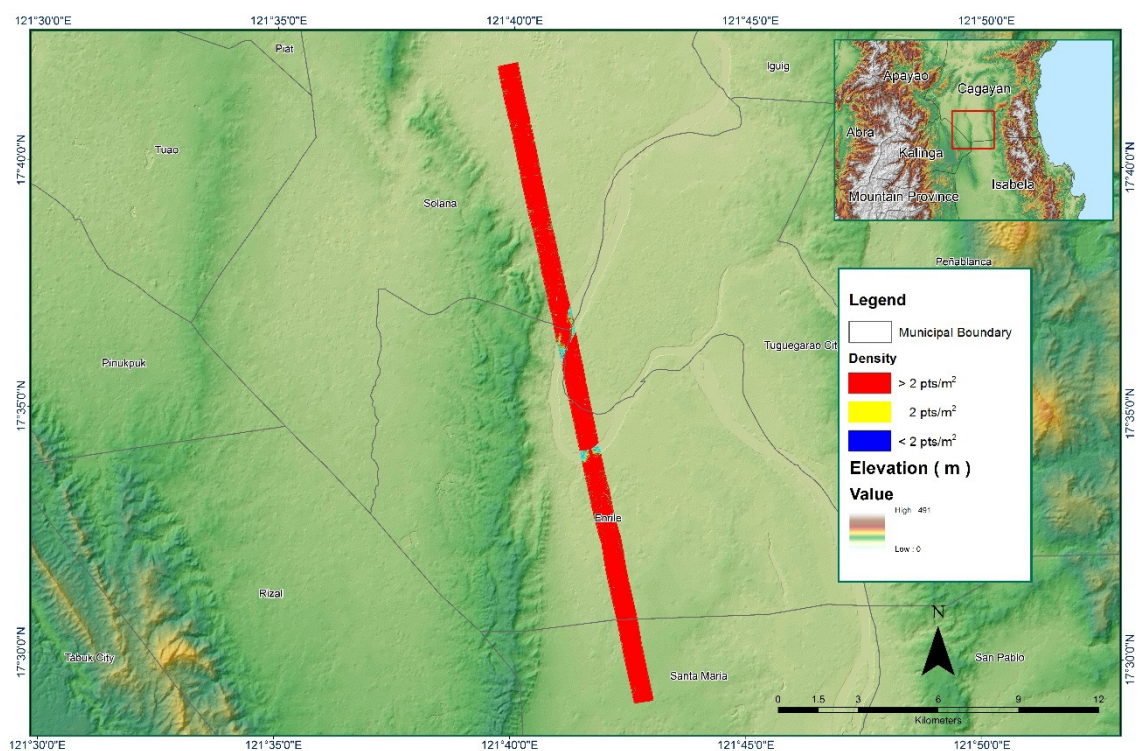 121°30'0"E
121°35'0"E
121°40'0"E
121°45'0"E
121°50'0"E
17°40'0"N
17°35'0"N
17°30'0"N
17°40'0"N
17°35'0"N
17°30'0"N
Piat
Iguig
Tuao
Solana
Peñablanca
Pinukpuk
Tuguegarao Cit
Enrile
Rizal
Tabuk City
Santa Maria
San Pablo
Apayao
Cagayan
Abra
Kalinga
Isabela
Mountain Province
Legend
Municipal Boundary
Density
> 2 pts/m²
2 pts/m²
< 2 pts/m²
Elevation ( m )
Value
High : 491
Low : 0
N
0 1.5 3 6 9 12
Kilometers
121°30'0"E
121°35'0"E
121°40'0"E
121°45'0"E
121°50'0"E